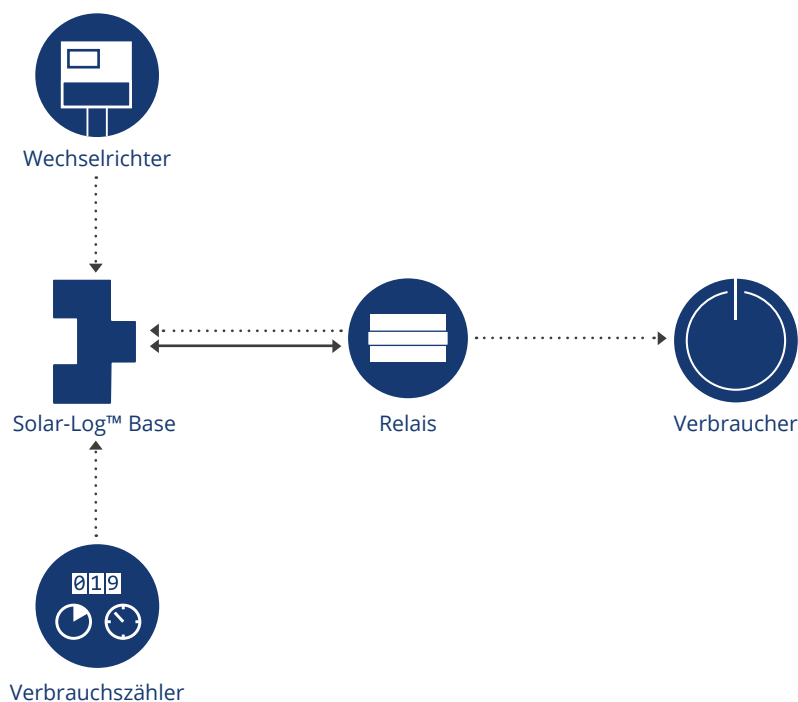 Wechselrichter
Solar-Log™ Base
Relais
Verbraucher
019
Verbrauchszähler